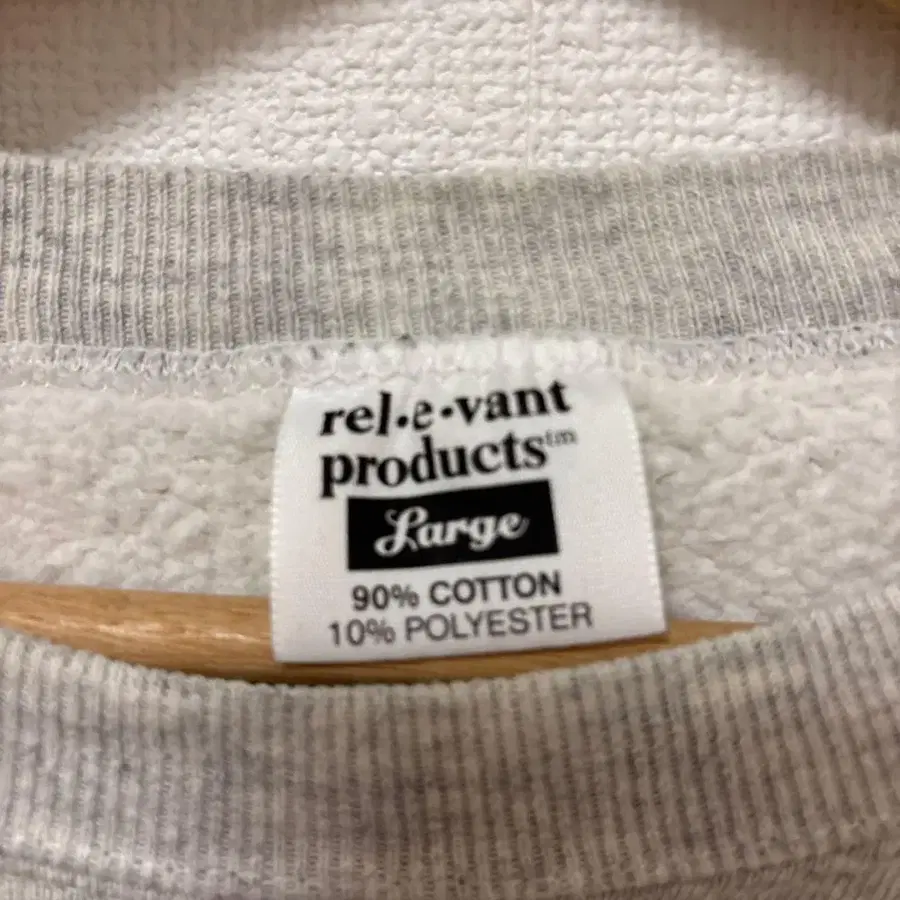 rel•e•vant
products™
Large
90% COTTON
10% POLYESTER